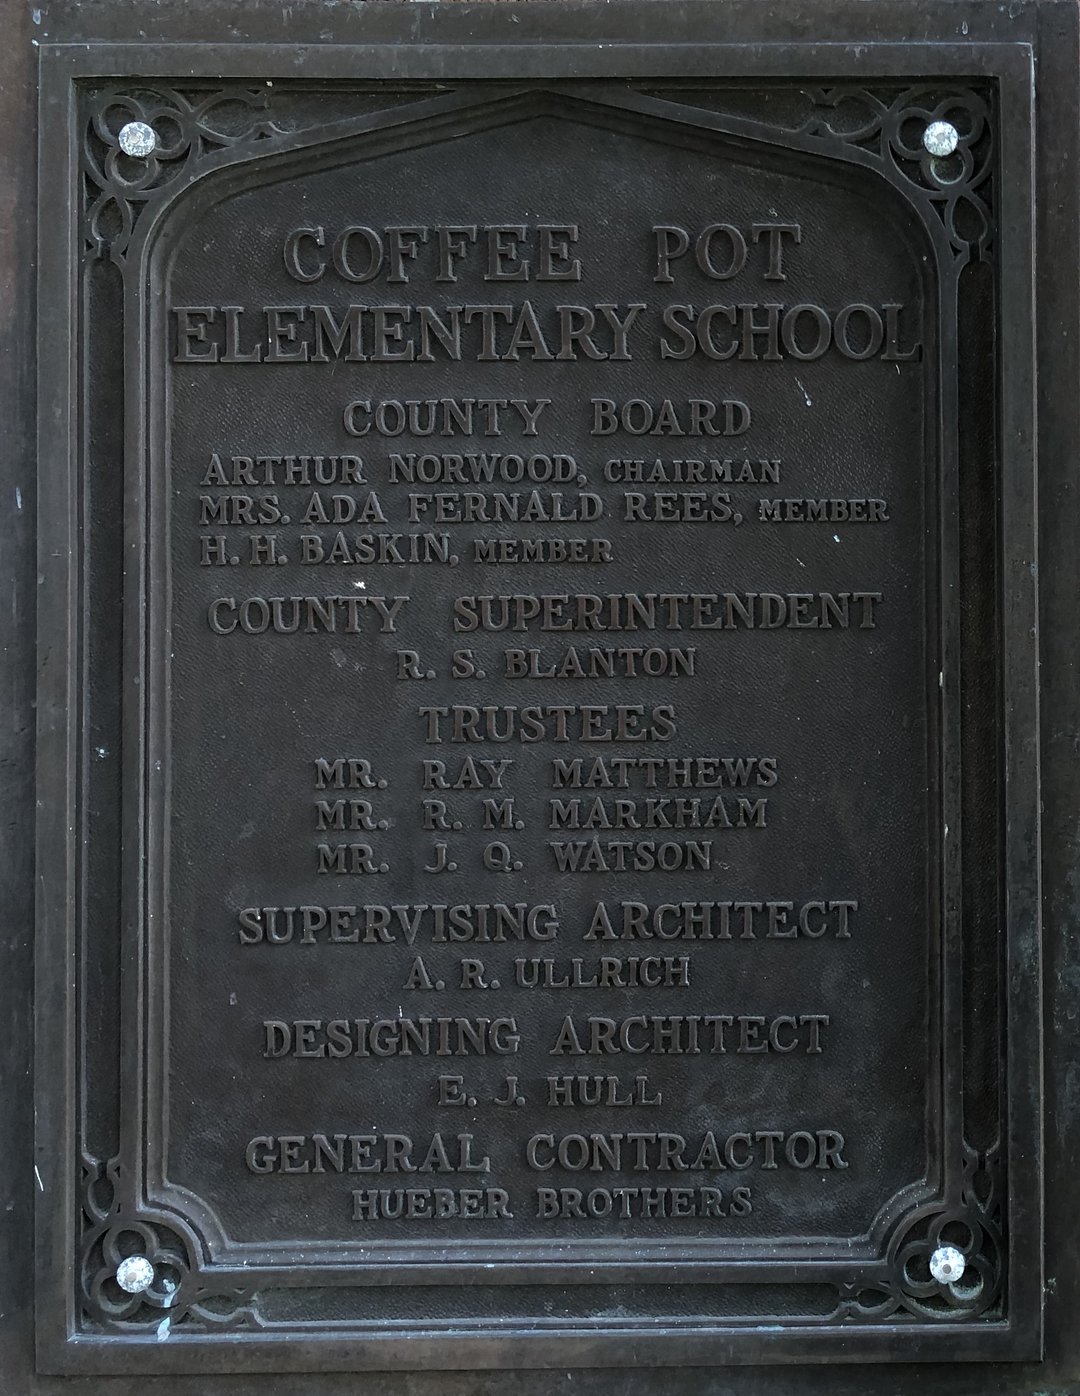 COFFEE POT
ELEMENTARY SCHOOL
COUNTY BOARD
ARTHUR NORWOOD, CHAIRMAN
MRS. ADA FERNALD REES, MEMBER
H. H. BASKIN, MEMBER
COUNTY SUPERINTENDENT
R. S. BLANTON
TRUSTEES
MR. RAY MATTHEWS
MR. R. M. MARKHAM
MR. J. Q. WATSON
SUPERVISING ARCHITECT
A. R. ULLRICH
DESIGNING ARCHITECT
E. J. HULL
GENERAL CONTRACTOR
HUEBER BROTHERS